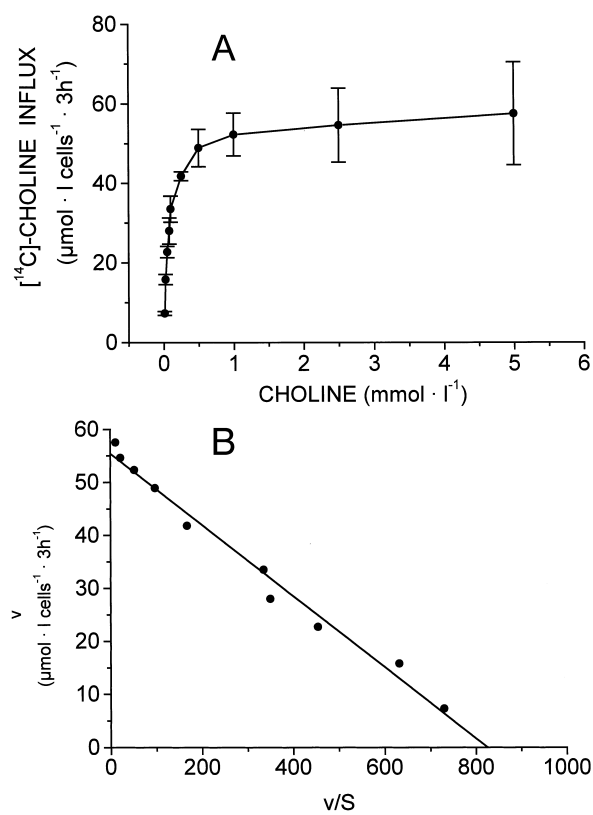 A
[¹⁴C]-CHOLINE INFLUX
(μmol · l cells⁻¹ · 3h⁻¹)
80
60
40
20
0
0 1 2 3 4 5 6
CHOLINE (mmol · l⁻¹)
B
v
(μmol · l cells⁻¹ · 3h⁻¹)
60
50
40
30
20
10
0
0 200 400 600 800 1000
v/S